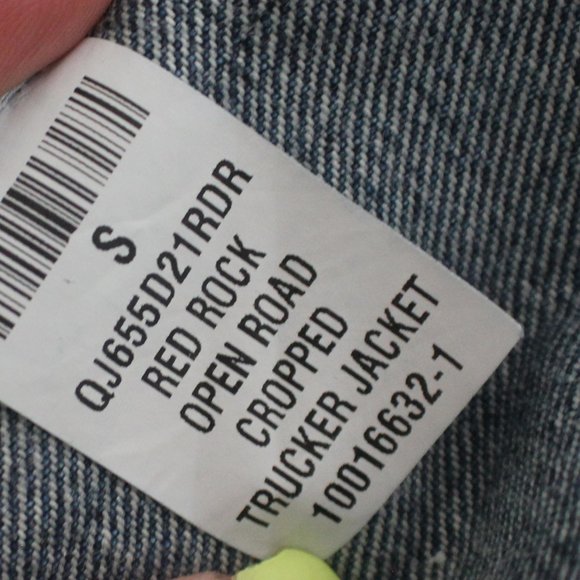 S
QJ655D21RDR
RED ROCK
OPEN ROAD
CROPPED
TRUCKER JACKET
10016632-1